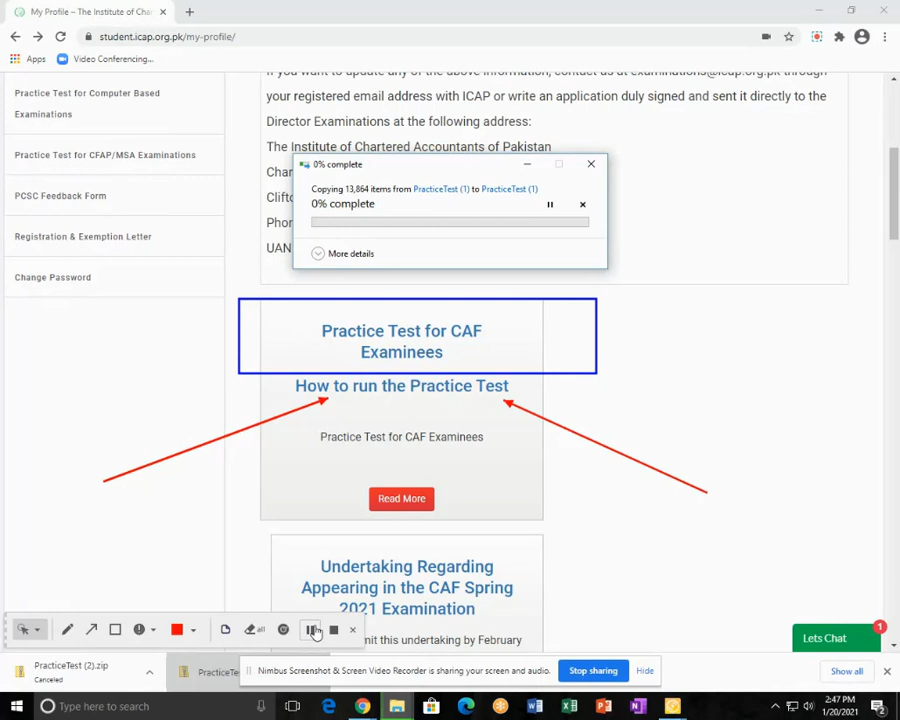 My Profile – The Institute of Char
student.icap.org.pk/my-profile/
Apps
Video Conferencing...
Practice Test for Computer Based
Examinations
Practice Test for CFAP/MSA Examinations
PCSC Feedback Form
Registration & Exemption Letter
Change Password
If you want to update any of the above information, contact us at examinations@icap.org.pk through
your registered email address with ICAP or write an application duly signed and sent it directly to the
Director Examinations at the following address:
The Institute of Chartered Accountants of Pakistan
Char
Clifto
Phon
UAN
0% complete
Copying 13,864 items from PracticeTest (1) to PracticeTest (1)
0% complete
More details
Practice Test for CAF
Examinees
How to run the Practice Test
Practice Test for CAF Examinees
Read More
Undertaking Regarding
Appearing in the CAF Spring
2021 Examination
mit this undertaking by February
all
Lets Chat
1
PracticeTest (2).zip
Canceled
PracticeTe
Nimbus Screenshot & Screen Video Recorder is sharing your screen and audio.
Stop sharing
Hide
Show all
Type here to search
2:47 PM
1/20/2021
2